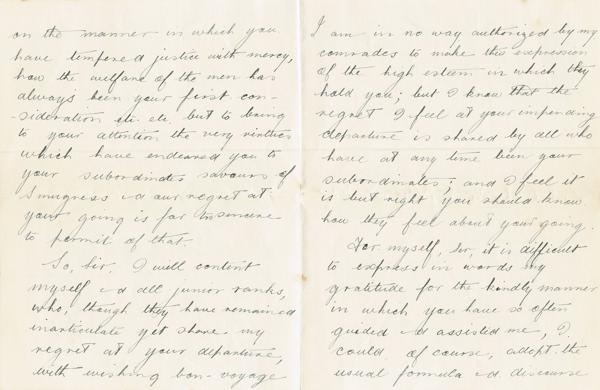 on the manner in which you
have tempered justice with mercy,
how the welfare of the men has
always been your first con-
-sideration etc. etc. but to bring
to your attention the very virtues
which have endeared you to
your subordinates savours of
Smugness &d our regret at
your going is far to sincere
to permit of that.
So, Sir, I will content
myself &d all junior ranks,
who, though they have remained
inarticulate yet share my
regret at your departure,
with wishing bon-voyage
I am in no way authorized by my
comrades to make this expression
of the high esteem in which they
hold you; but I know that the
regret I feel at your impending
departure is shared by all who
have at any time been your
subordinates; and I feel it
is but right you should know
how they feel about your going.
For myself, Sir, it is difficult
to express in words my
gratitude for the kindly manner
in which you have so often
guided &d assisted me, I
could, of course, adopt the
usual formula &d discourse